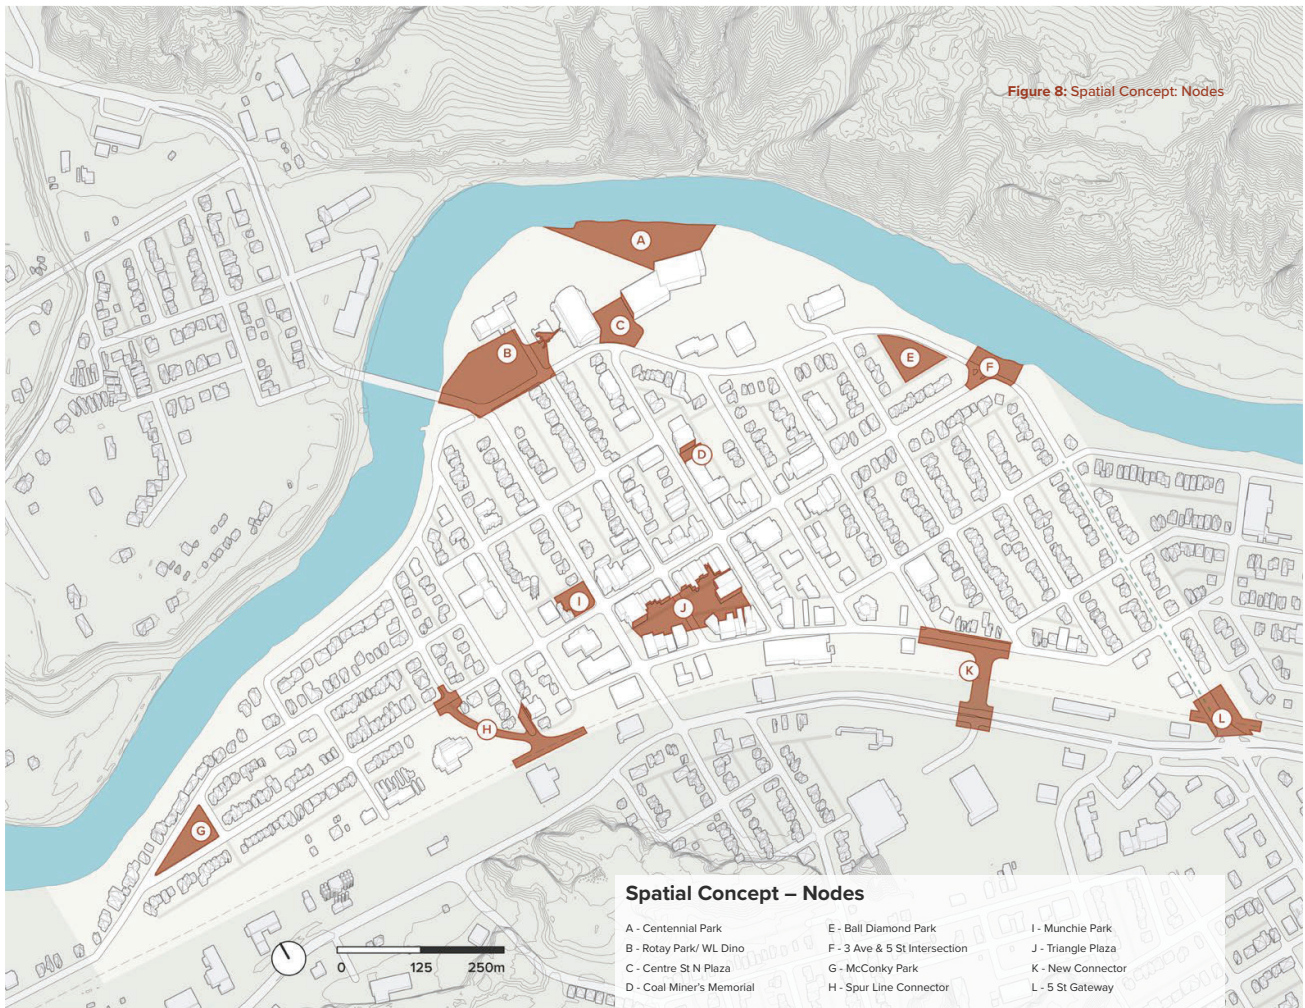 Figure 8: Spatial Concept: Nodes
A
B
C
E
F
D
I
J
K
H
L
G
0 125 250m
Spatial Concept – Nodes
A - Centennial Park
B - Rotay Park/ WL Dino
C - Centre St N Plaza
D - Coal Miner's Memorial
E - Ball Diamond Park
F - 3 Ave & 5 St Intersection
G - McConky Park
H - Spur Line Connector
I - Munchie Park
J - Triangle Plaza
K - New Connector
L - 5 St Gateway